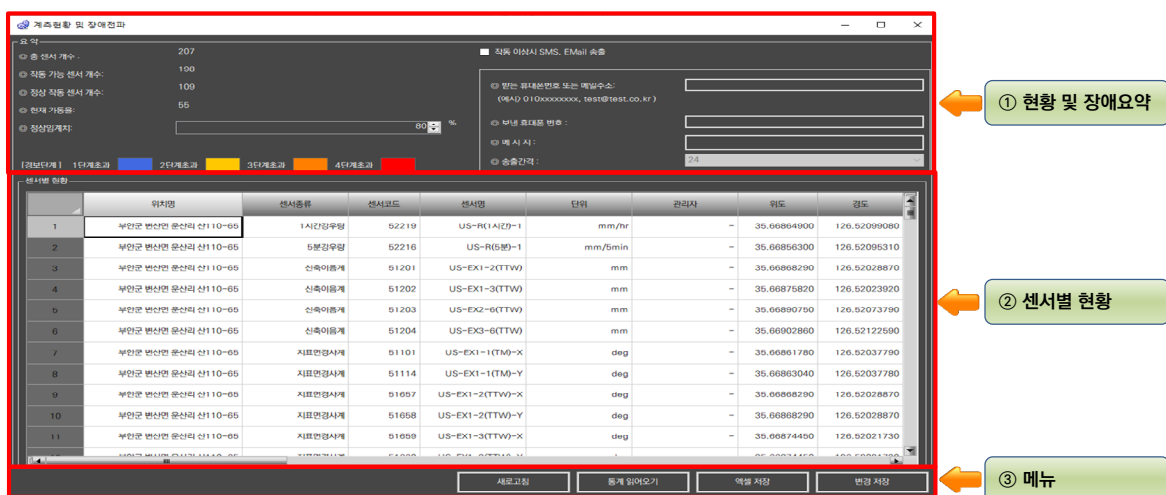 계측현황 및 장애전파
요 약
총 센서 개수 :
207
작동 가능 센서 개수:
190
정상 작동 센서 개수:
109
현재 가동율:
55
정상임계치:
80 %
[경보단계] 1단계초과 2단계초과 3단계초과 4단계초과
작동 이상시 SMS, EMail 송출
받는 휴대폰번호 또는 메일주소:
(예시) 010xxxxxxxx, test@test.co.kr )
보낸 휴대폰 번호 :
메 시 지 :
송출간격 :
24
① 현황 및 장애요약
센서별 현황
위치명 센서종류 센서코드 센서명 단위 관리자 위도 경도
1 부안군 변산면 운산리 산110-65 1시간강우량 52219 US-R(1시간)-1 mm/hr - 35.66864900 126.52099080
2 부안군 변산면 운산리 산110-65 5분강우량 52216 US-R(5분)-1 mm/5min - 35.66856300 126.52095310
3 부안군 변산면 운산리 산110-65 신축이음계 51201 US-EX1-2(TTW) mm - 35.66868290 126.52028870
4 부안군 변산면 운산리 산110-65 신축이음계 51202 US-EX1-3(TTW) mm - 35.66875820 126.52023920
5 부안군 변산면 운산리 산110-65 신축이음계 51203 US-EX2-6(TTW) mm - 35.66890750 126.52073790
6 부안군 변산면 운산리 산110-65 신축이음계 51204 US-EX3-6(TTW) mm - 35.66902860 126.52122590
7 부안군 변산면 운산리 산110-65 지표면경사계 51101 US-EX1-1(TM)-X deg - 35.66861780 126.52037790
8 부안군 변산면 운산리 산110-65 지표면경사계 51114 US-EX1-1(TM)-Y deg - 35.66863040 126.52037780
9 부안군 변산면 운산리 산110-65 지표면경사계 51657 US-EX1-2(TTW)-X deg - 35.66868290 126.52028870
10 부안군 변산면 운산리 산110-65 지표면경사계 51658 US-EX1-2(TTW)-Y deg - 35.66868290 126.52028870
11 부안군 변산면 운산리 산110-65 지표면경사계 51659 US-EX1-3(TTW)-X deg - 35.66874450 126.52021730
② 센서별 현황
새로고침 통계 읽어오기 엑셀 저장 변경 저장
③ 메뉴